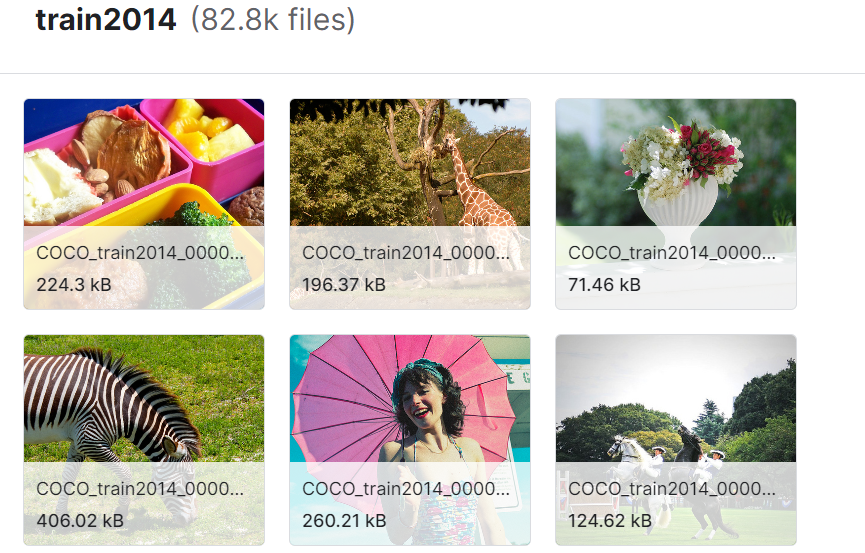 train2014 (82.8k files)
COCO_train2014_0000...
224.3 kB
COCO_train2014_0000...
196.37 kB
COCO_train2014_0000...
71.46 kB
COCO_train2014_0000...
406.02 kB
COCO_train2014_0000...
260.21 kB
COCO_train2014_0000...
124.62 kB